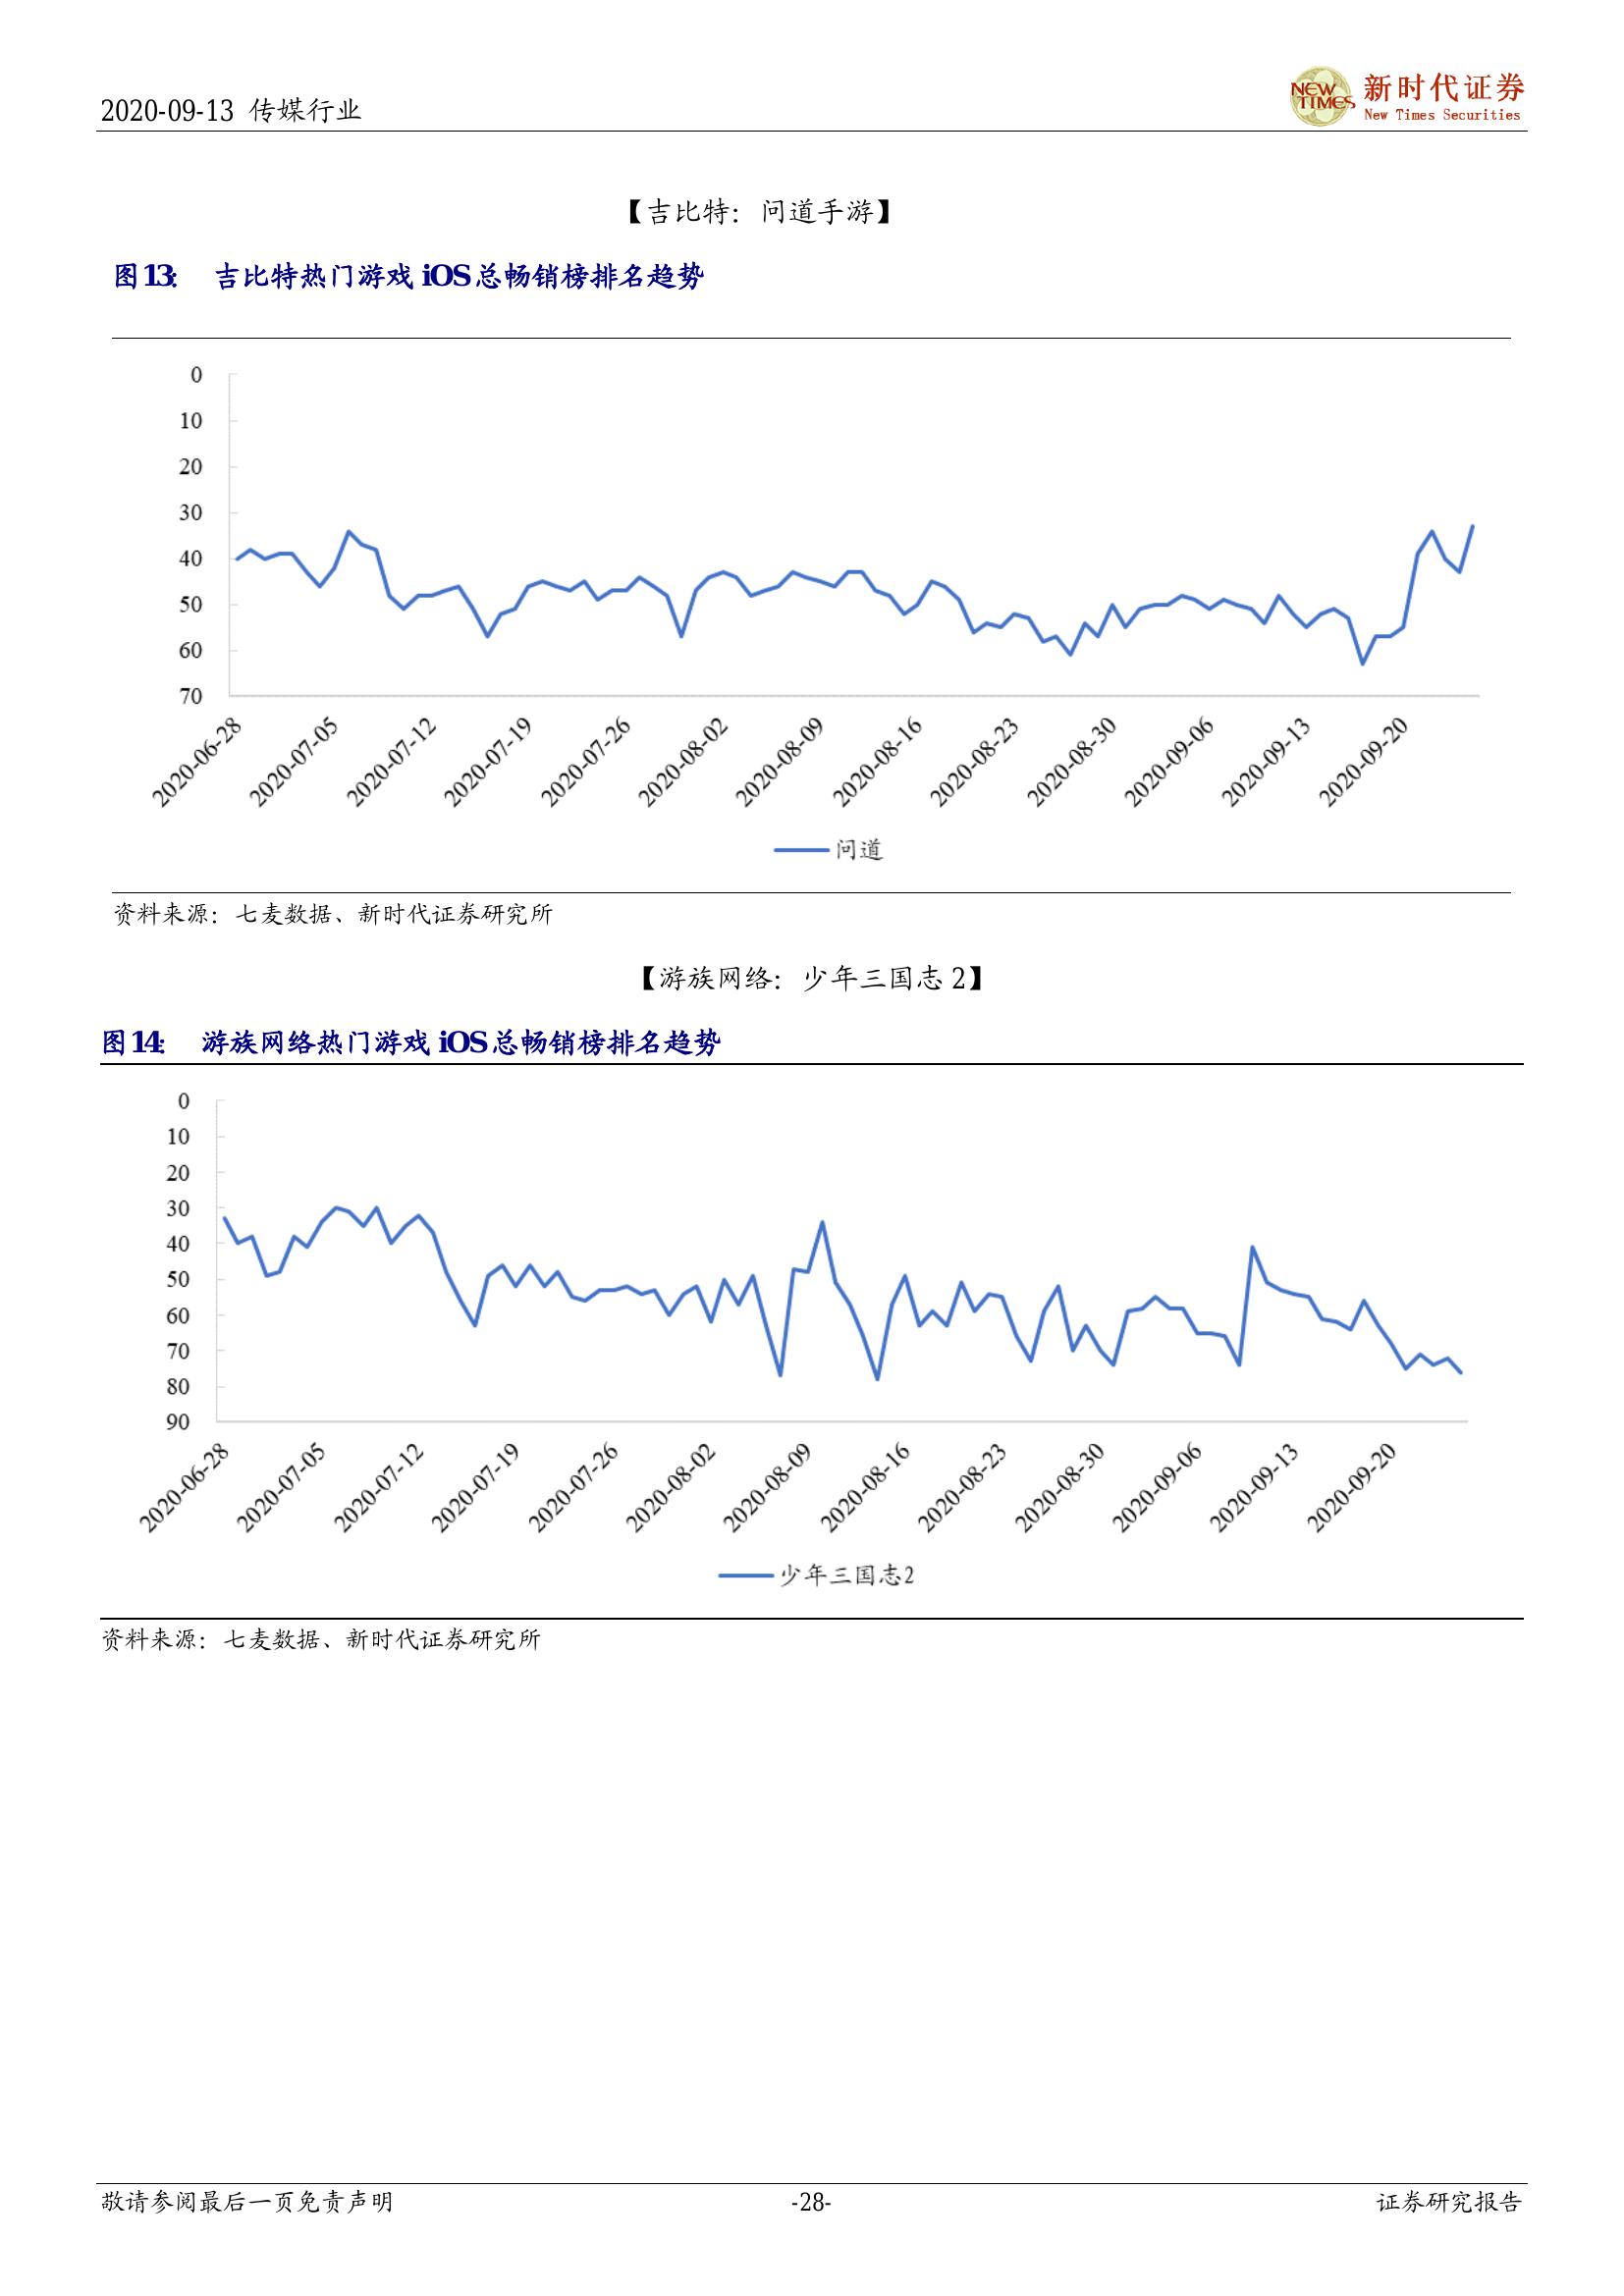 2020-09-13 传媒行业
NEW TIMES 新时代证券
New Times Securities
【吉比特：问道手游】
图13： 吉比特热门游戏 iOS 总畅销榜排名趋势
0
10
20
30
40
50
60
70
2020-06-28 2020-07-05 2020-07-12 2020-07-19 2020-07-26 2020-08-02 2020-08-09 2020-08-16 2020-08-23 2020-08-30 2020-09-06 2020-09-13 2020-09-20
问道
资料来源：七麦数据、新时代证券研究所
【游族网络：少年三国志 2】
图14： 游族网络热门游戏 iOS 总畅销榜排名趋势
0
10
20
30
40
50
60
70
80
90
2020-06-28 2020-07-05 2020-07-12 2020-07-19 2020-07-26 2020-08-02 2020-08-09 2020-08-16 2020-08-23 2020-08-30 2020-09-06 2020-09-13 2020-09-20
少年三国志2
资料来源：七麦数据、新时代证券研究所
敬请参阅最后一页免责声明 -28- 证券研究报告